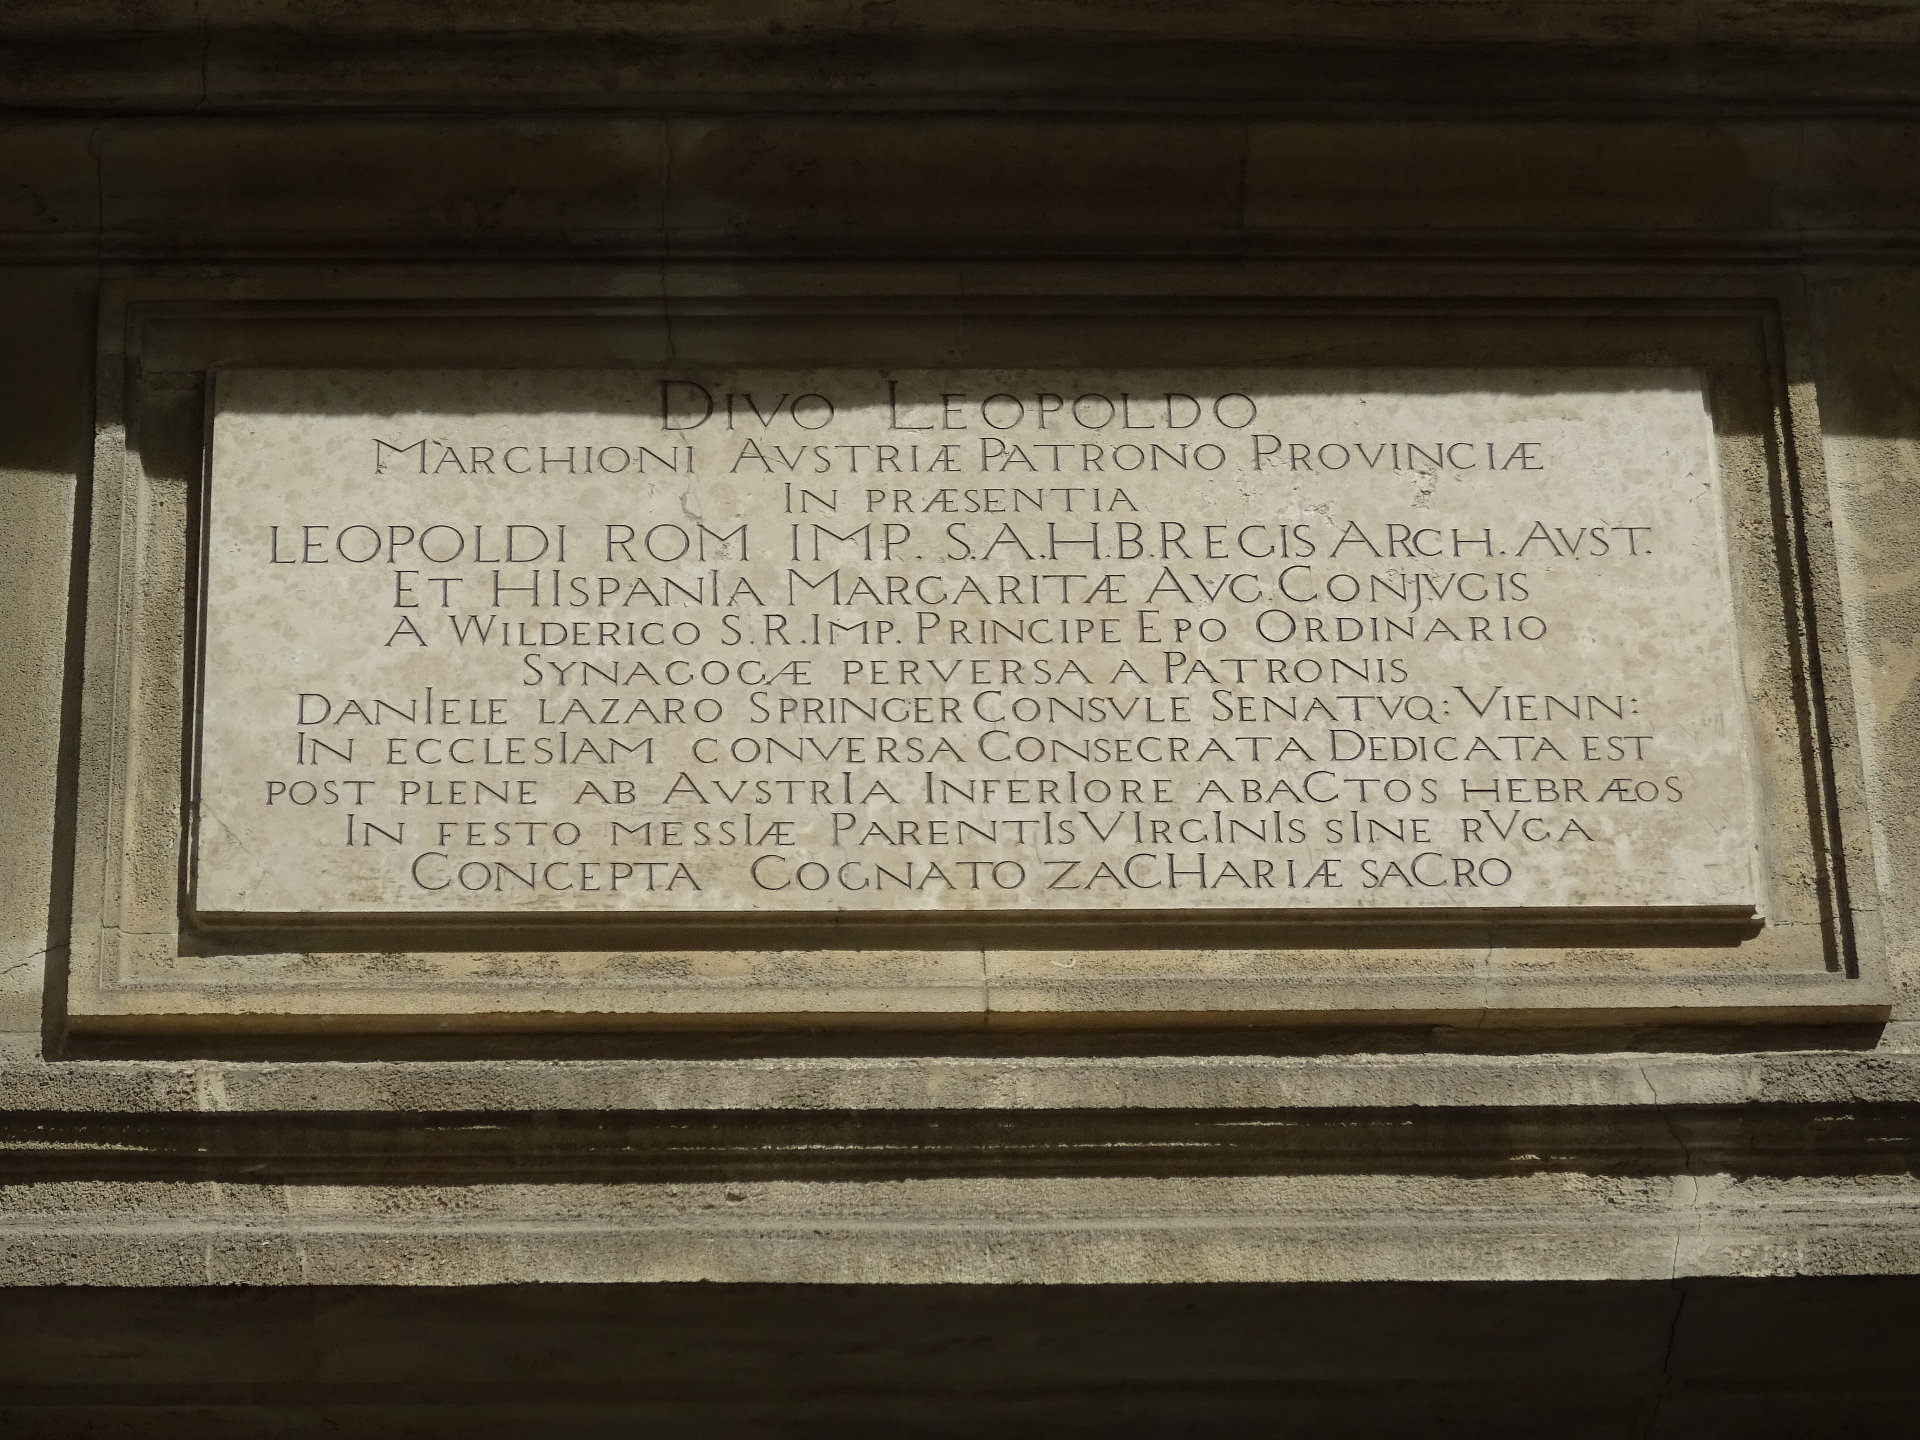 DIVO LEOPOLDO
MARCHIONI AVSTRIÆ PATRONO PROVINCIÆ
IN PRÆSENTIA
LEOPOLDI ROM IMP. S.A.H.B.REGIS ARCH. AVST.
ET HISPANIA MARGARITÆ AVG. CONJVGIS
A WILDERICO S.R.IMP. PRINCIPE EPO ORDINARIO
SYNAGOGÆ PERVERSA A PATRONIS
DANIELE LAZARO SPRINGER CONSVLE SENATVQ: VIENN:
IN ECCLESIAM CONVERSA CONSECRATA DEDICATA EST
POST PLENE AB AVSTRIA INFERIORE ABACTOS HEBRÆOS
IN FESTO MESSIÆ PARENTIS VIRGINIS SINE RVGA
CONCEPTA COGNATO ZACHARIÆ SACRO